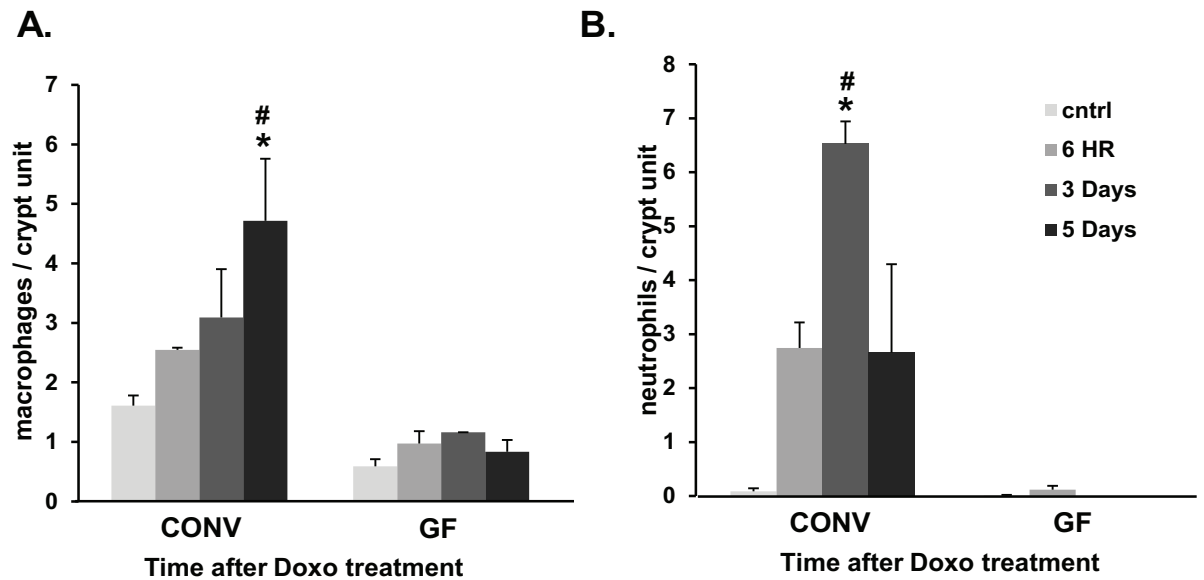 A.
macrophages / crypt unit
7
6
5
4
3
2
1
0
#
*
CONV
GF
Time after Doxo treatment
B.
neutrophils / crypt unit
8
7
6
5
4
3
2
1
0
#
*
cntrl
6 HR
3 Days
5 Days
CONV
GF
Time after Doxo treatment